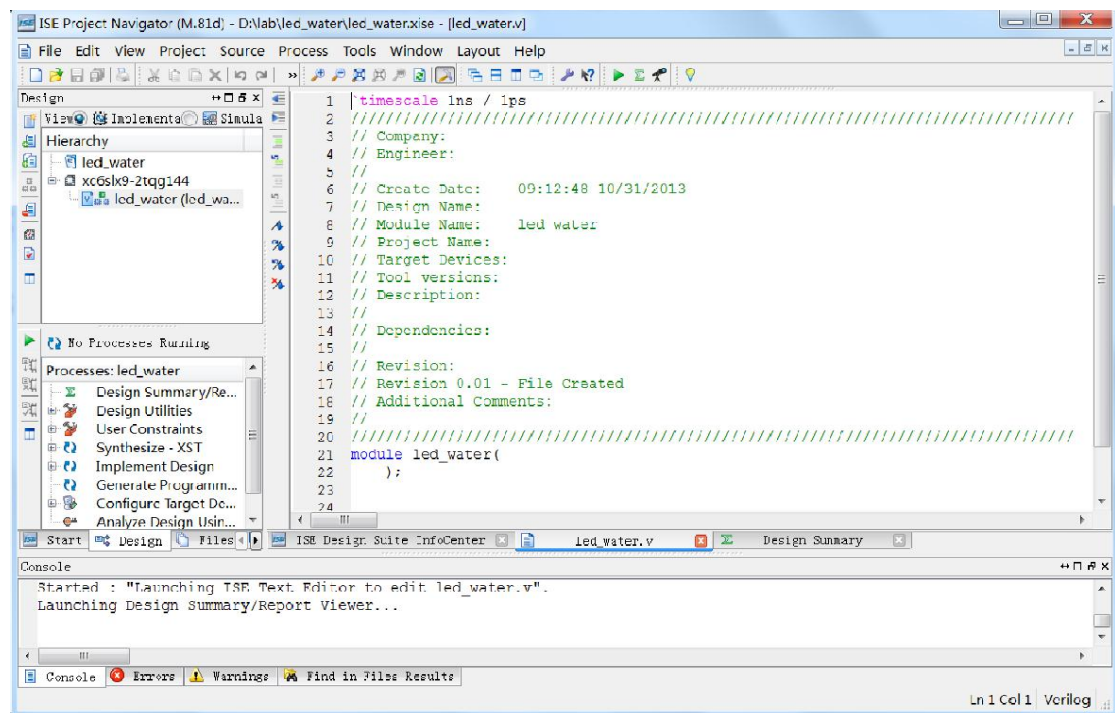 ISE Project Navigator (M.81d) - D:\lab\led_water\led_water.xise - [led_water.v]
File Edit View Project Source Process Tools Window Layout Help
Design
View Implementa Simula
Hierarchy
led_water
xc6slx9-2tqg144
led_water (led_wa...
No Processes Running
Processes: led_water
Design Summary/Re...
Design Utilities
User Constraints
Synthesize - XST
Implement Design
Generate Programm...
Configure Target De...
Analyze Design Usin...
Start Design Files
1 `timescale 1ns / 1ps
2 //////////////////////////////////////////////////////////////////////////////////
3 // Company:
4 // Engineer:
5 //
6 // Create Date: 09:12:48 10/31/2013
7 // Design Name:
8 // Module Name: led_water
9 // Project Name:
10 // Target Devices:
11 // Tool versions:
12 // Description:
13 //
14 // Dependencies:
15 //
16 // Revision:
17 // Revision 0.01 - File Created
18 // Additional Comments:
19 //
20 //////////////////////////////////////////////////////////////////////////////////
21 module led_water(
22 );
23
24
ISE Design Suite InfoCenter led_water.v Design Summary
Console
Started : "Launching ISE Text Editor to edit led_water.v".
Launching Design Summary/Report Viewer...
Console Errors Warnings Find in Files Results
Ln 1 Col 1 Verilog